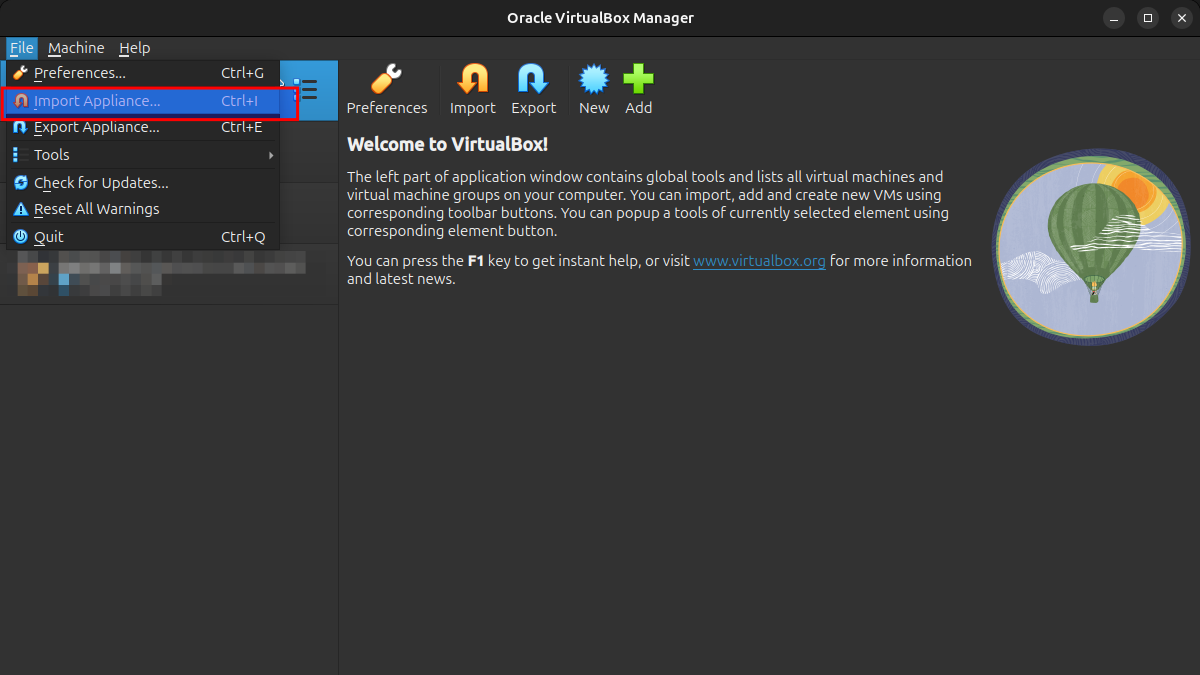 Oracle VirtualBox Manager
File Machine Help
Preferences... Ctrl+G
Import Appliance... Ctrl+I
Export Appliance... Ctrl+E
Tools
Check for Updates...
Reset All Warnings
Quit Ctrl+Q
Preferences Import Export New Add
Welcome to VirtualBox!
The left part of application window contains global tools and lists all virtual machines and
virtual machine groups on your computer. You can import, add and create new VMs using
corresponding toolbar buttons. You can popup a tools of currently selected element using
corresponding element button.
You can press the F1 key to get instant help, or visit www.virtualbox.org for more information
and latest news.